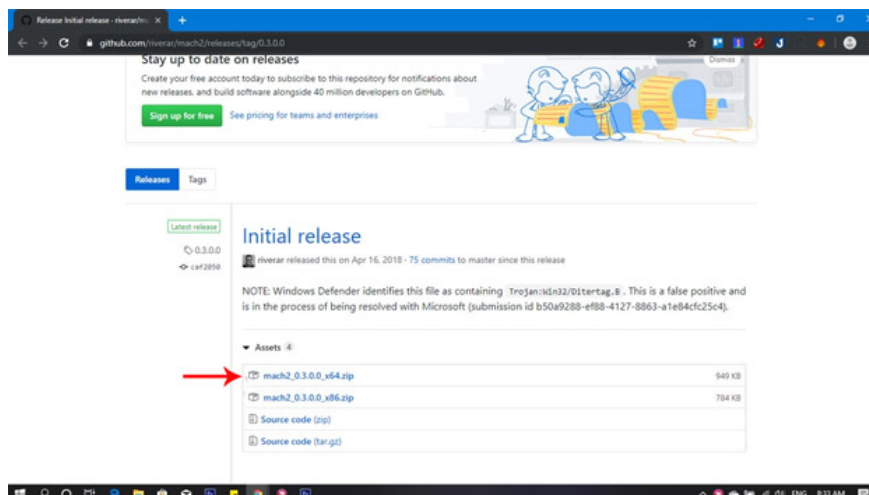 Release Initial release · riverar/m
github.com/riverar/mach2/releases/tag/0.3.0.0
Stay up to date on releases
Dismiss
Create your free account today to subscribe to this repository for notifications about
new releases, and build software alongside 40 million developers on GitHub.
Sign up for free
See pricing for teams and enterprises
Releases
Tags
Latest release
0.3.0.0
Initial release
riverar released this on Apr 16, 2018 · 75 commits to master since this release
NOTE: Windows Defender identifies this file as containing Trojan:Win32/Ditertag.B . This is a false positive and
is in the process of being resolved with Microsoft (submission id b50a9288-ef88-4127-8863-a1e84cfc25c4).
Assets 4
mach2_0.3.0.0_x64.zip
949 KB
mach2_0.3.0.0_x86.zip
784 KB
Source code (zip)
Source code (tar.gz)
ENG
8:33 AM